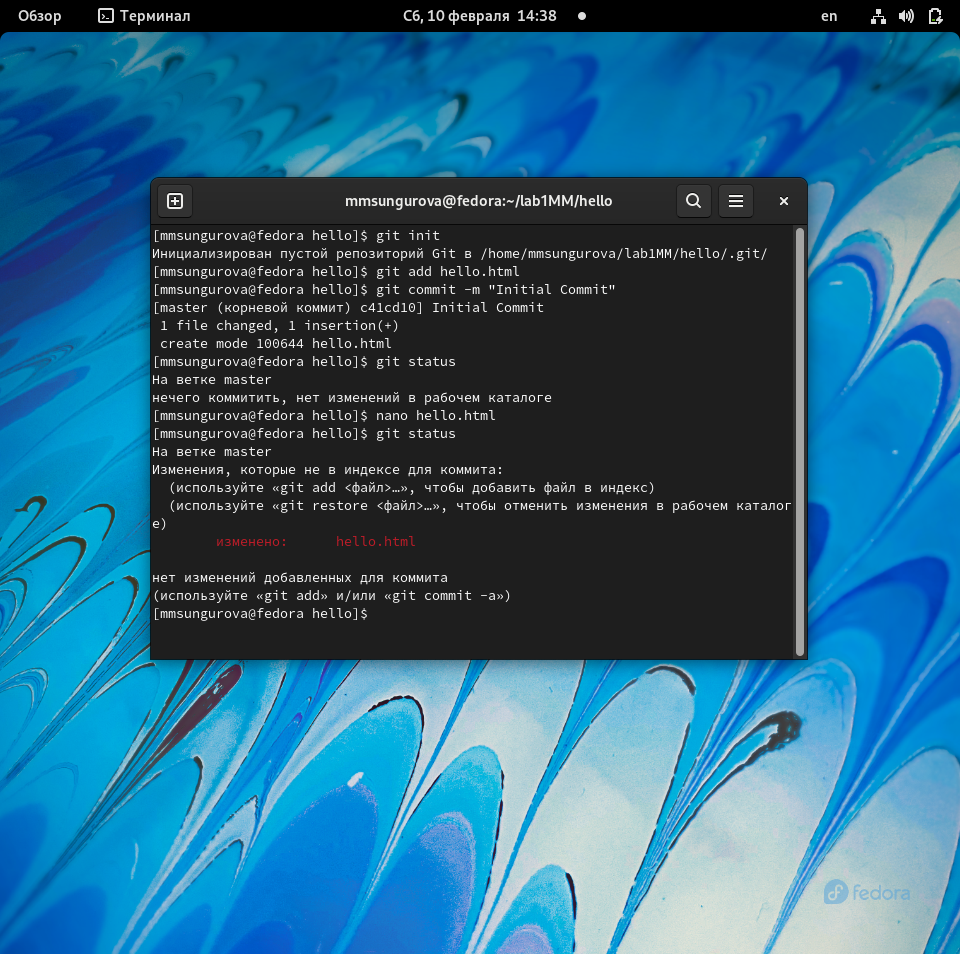 Обзор Терминал Сб, 10 февраля 14:38 en
mmsungurova@fedora:~/lab1MM/hello
[mmsungurova@fedora hello]$ git init
Инициализирован пустой репозиторий Git в /home/mmsungurova/lab1MM/hello/.git/
[mmsungurova@fedora hello]$ git add hello.html
[mmsungurova@fedora hello]$ git commit -m "Initial Commit"
[master (корневой коммит) c41cd10] Initial Commit
 1 file changed, 1 insertion(+)
 create mode 100644 hello.html
[mmsungurova@fedora hello]$ git status
На ветке master
нечего коммитить, нет изменений в рабочем каталоге
[mmsungurova@fedora hello]$ nano hello.html
[mmsungurova@fedora hello]$ git status
На ветке master
Изменения, которые не в индексе для коммита:
  (используйте «git add <файл>…», чтобы добавить файл в индекс)
  (используйте «git restore <файл>…», чтобы отменить изменения в рабочем каталог
е)
        изменено:      hello.html
нет изменений добавленных для коммита
(используйте «git add» и/или «git commit -a»)
[mmsungurova@fedora hello]$
fedora